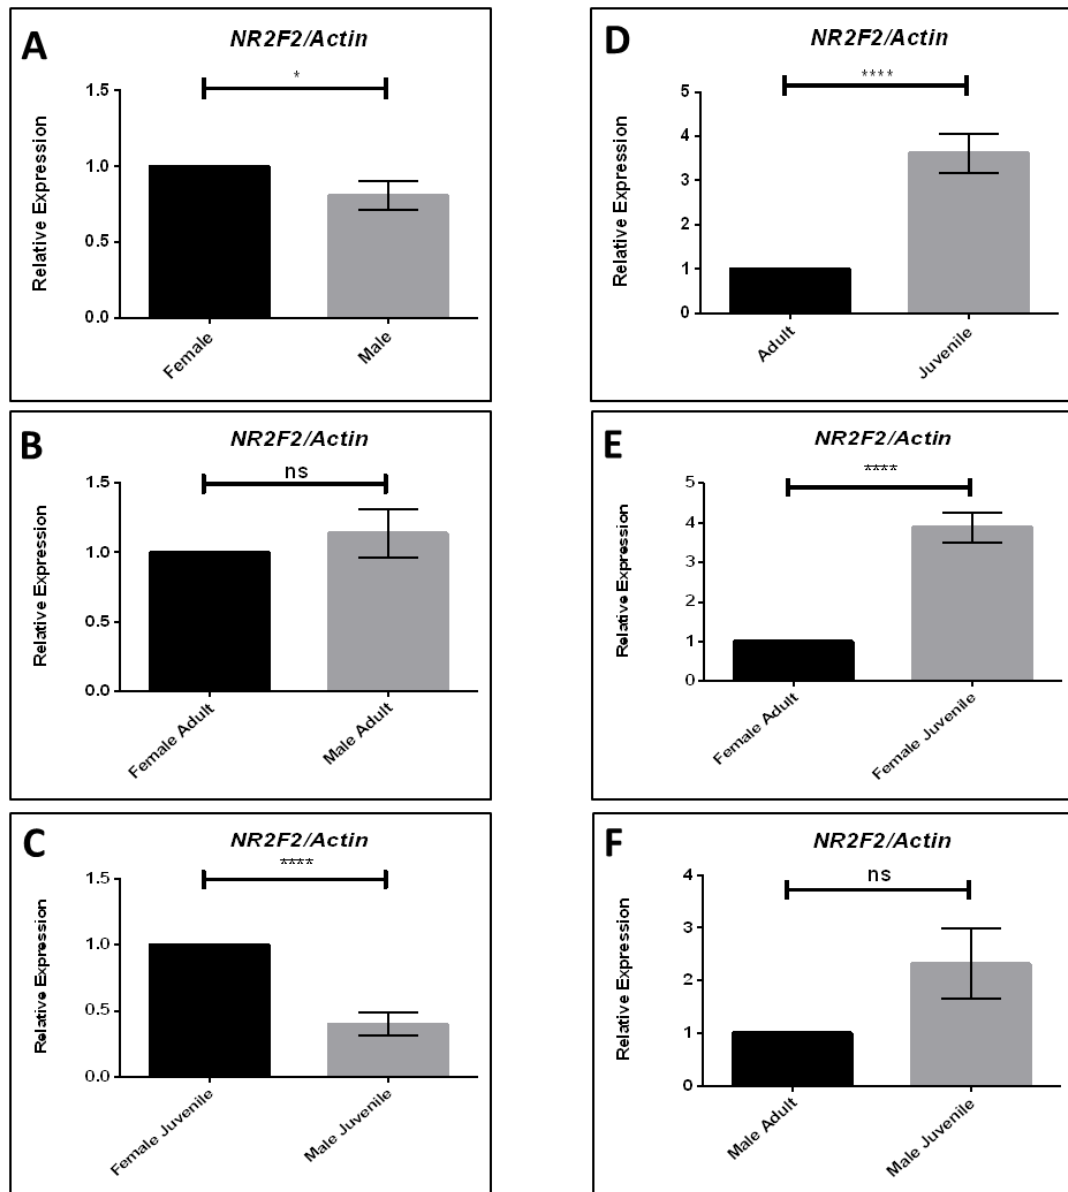 A
NR2F2/Actin
*
Relative Expression
1.5
1.0
0.5
0.0
Female
Male
B
NR2F2/Actin
ns
Relative Expression
1.5
1.0
0.5
0.0
Female Adult
Male Adult
C
NR2F2/Actin
****
Relative Expression
1.5
1.0
0.5
0.0
Female Juvenile
Male Juvenile
D
NR2F2/Actin
****
Relative Expression
5
4
3
2
1
0
Adult
Juvenile
E
NR2F2/Actin
****
Relative Expression
5
4
3
2
1
0
Female Adult
Female Juvenile
F
NR2F2/Actin
ns
Relative Expression
4
3
2
1
0
Male Adult
Male Juvenile